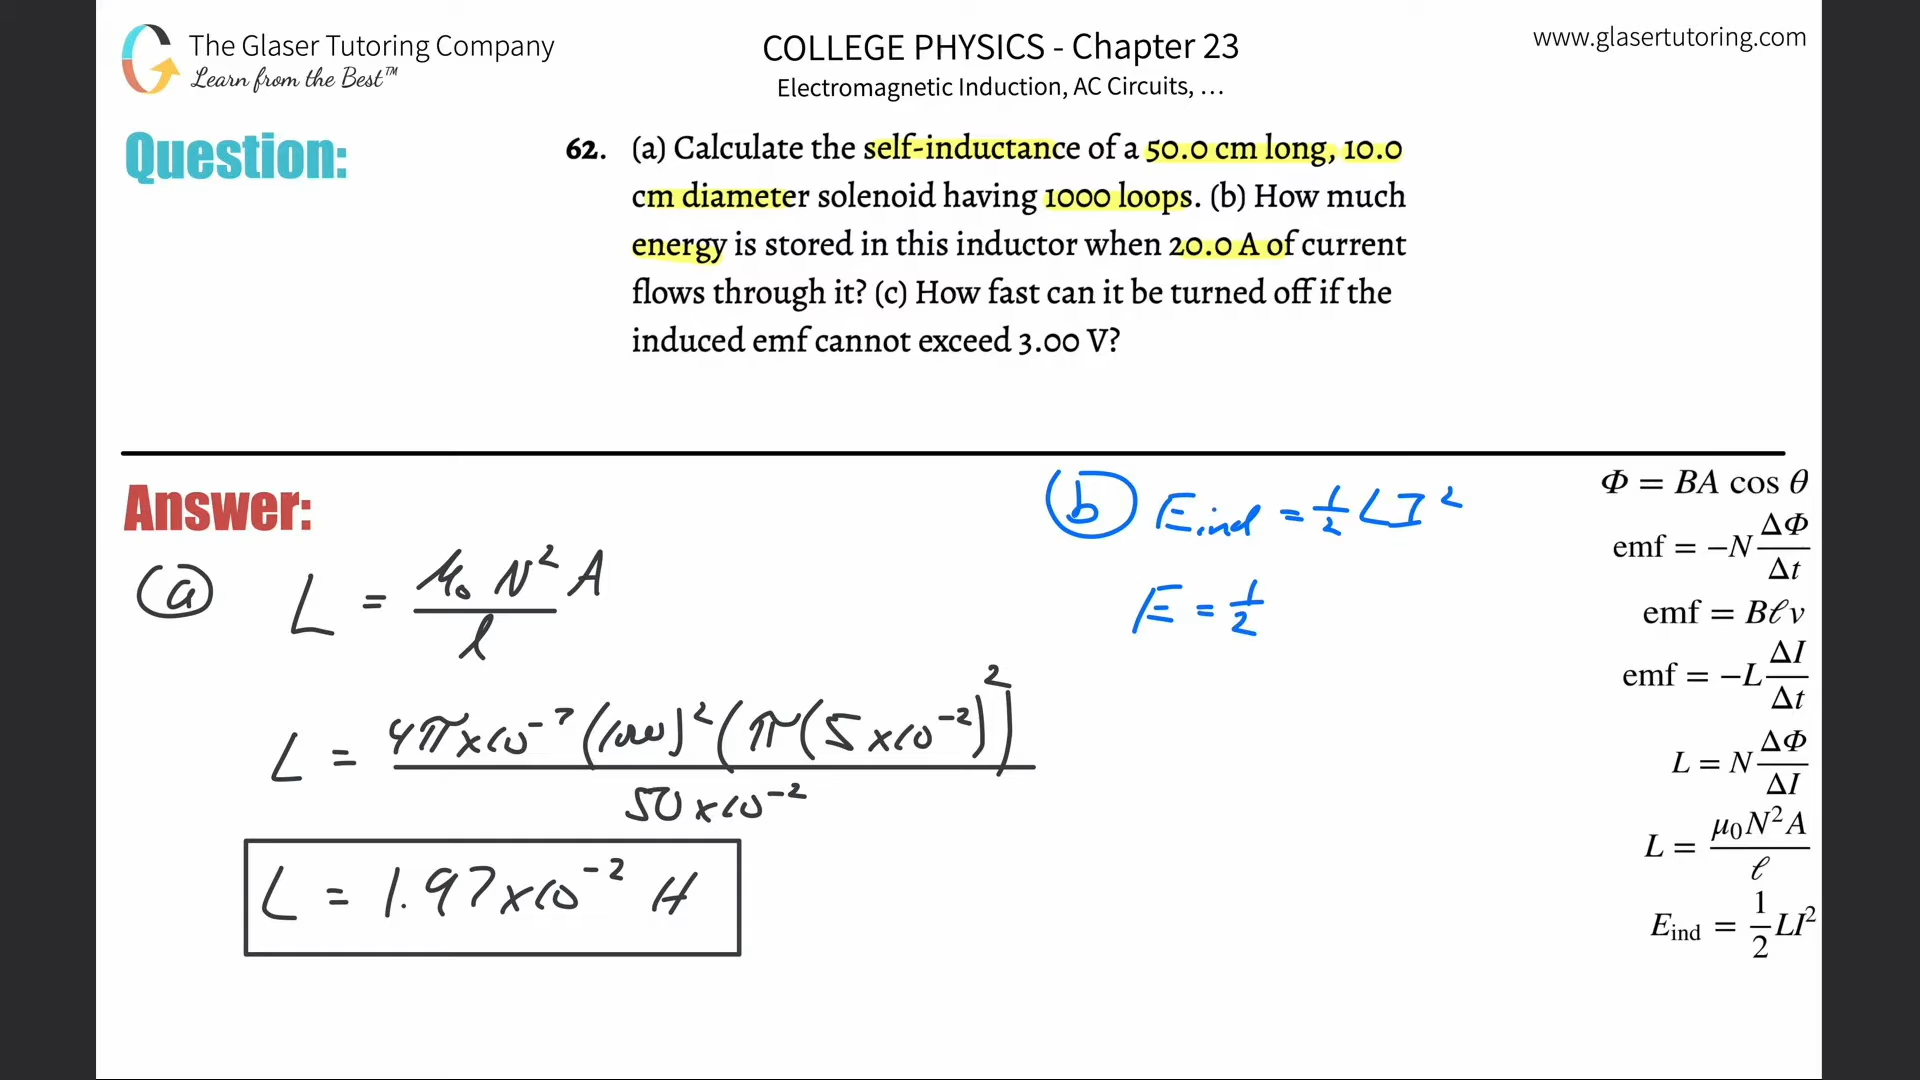 The Glaser Tutoring Company
Learn from the Best™
COLLEGE PHYSICS - Chapter 23
Electromagnetic Induction, AC Circuits, …
www.glasertutoring.com
Question:
62. (a) Calculate the self-inductance of a 50.0 cm long, 10.0
cm diameter solenoid having 1000 loops. (b) How much
energy is stored in this inductor when 20.0 A of current
flows through it? (c) How fast can it be turned off if the
induced emf cannot exceed 3.00 V?
Answer:
(a) L = μ₀ N² A / l
L = 4π×10⁻⁷ (1000)² (π(5×10⁻²)² ) / 50×10⁻²
L = 1.97×10⁻² H
(b) Eind = 1/2 LI²
E = 1/2
Φ = BA cos θ
emf = −N ΔΦ/Δt
emf = Bℓv
emf = −L ΔI/Δt
L = N ΔΦ/ΔI
L = μ₀N²A/ℓ
Eind = 1/2 LI²